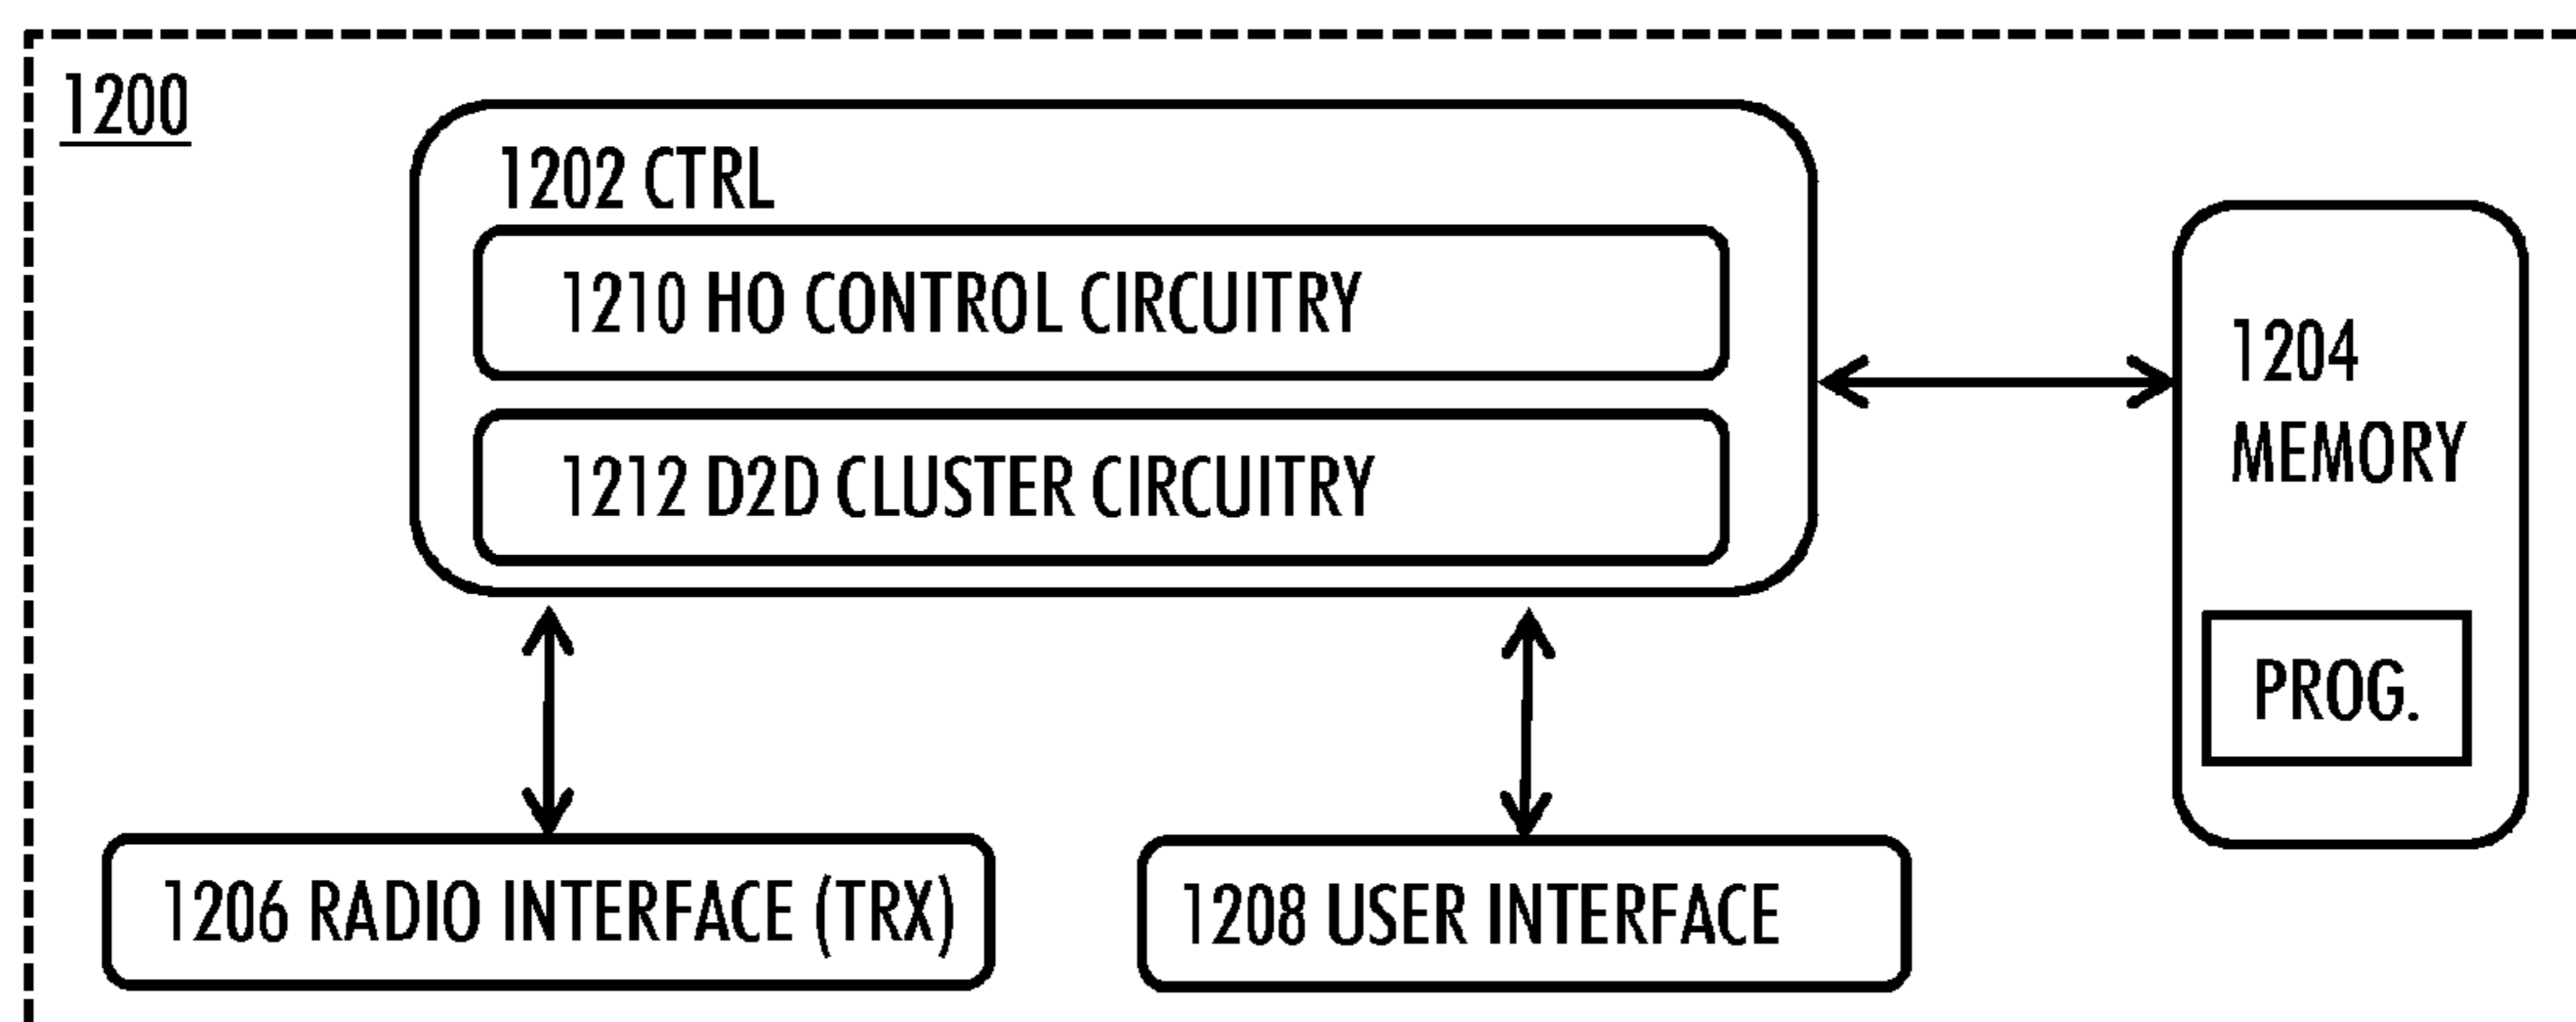 1200
1202 CTRL
1210 HO CONTROL CIRCUITRY
1212 D2D CLUSTER CIRCUITRY
1204
MEMORY
PROG.
1206 RADIO INTERFACE (TRX)
1208 USER INTERFACE